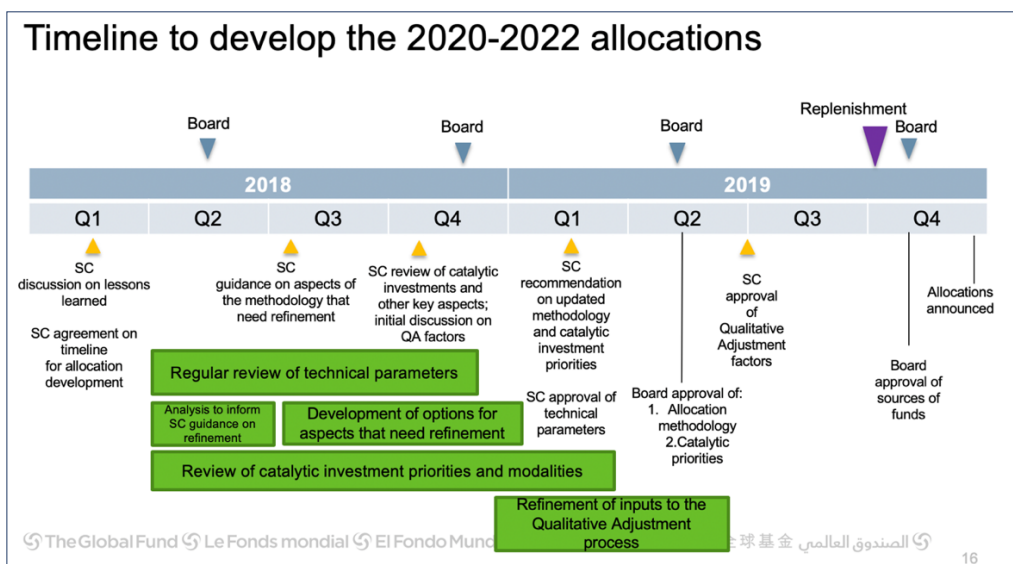 Timeline to develop the 2020-2022 allocations
Replenishment
Board
Board
Board
Board
2018
2019
Q1
Q2
Q3
Q4
Q1
Q2
Q3
Q4
SC
discussion on lessons
learned
SC agreement on
timeline
for allocation
development
SC
guidance on aspects of
the methodology that
need refinement
SC review of catalytic
investments and
other key aspects;
initial discussion on
QA factors
SC
recommendation
on updated
methodology
and catalytic
investment
priorities
SC approval of
technical
parameters
Board approval of:
1. Allocation
methodology
2.Catalytic
priorities
SC
approval
of
Qualitative
Adjustment
factors
Board
approval of
sources of
funds
Allocations
announced
Regular review of technical parameters
Analysis to inform
SC guidance on
refinement
Development of options for
aspects that need refinement
Review of catalytic investment priorities and modalities
Refinement of inputs to the
Qualitative Adjustment
process
The Global Fund Le Fonds mondial El Fondo Mund 球基金 الصندوق العالمي
16